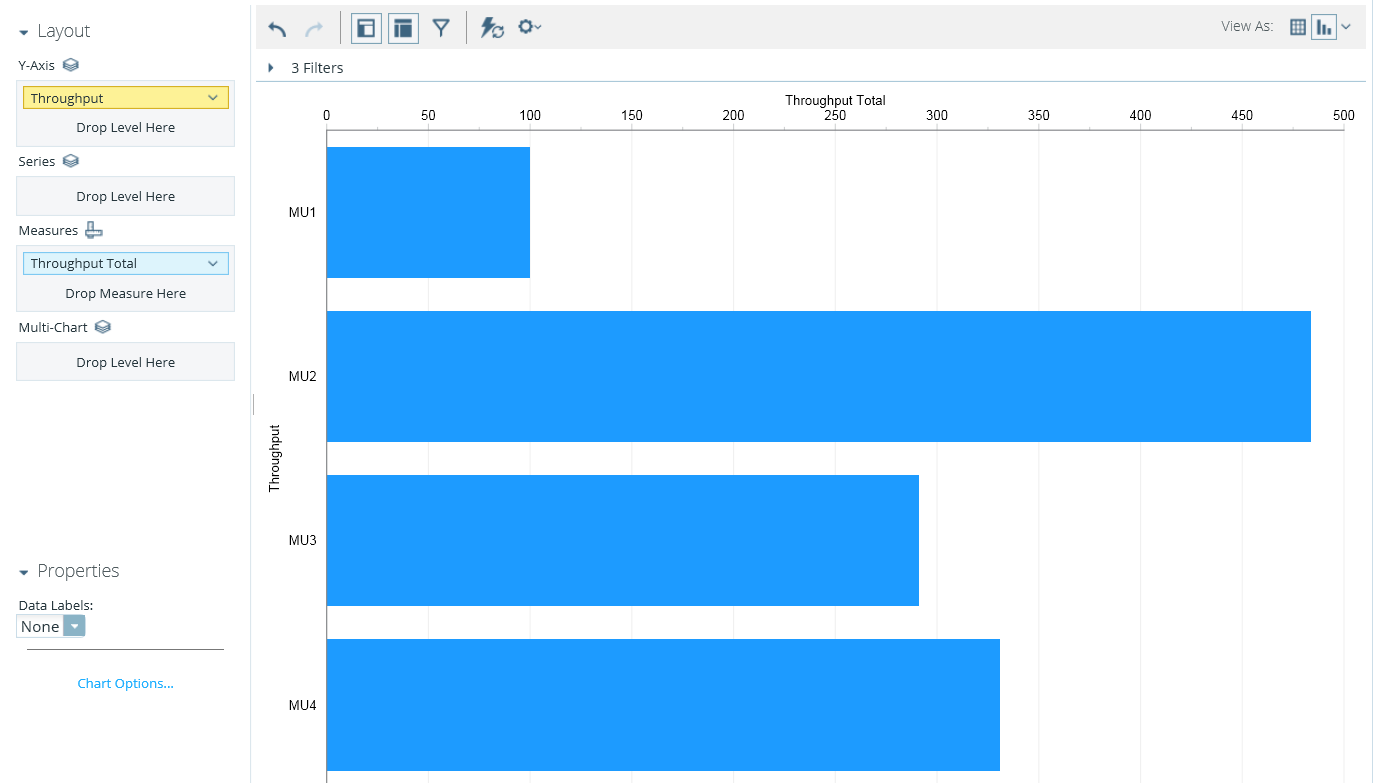 Layout
Y-Axis
Throughput
Drop Level Here
Series
Drop Level Here
Measures
Throughput Total
Drop Measure Here
Multi-Chart
Drop Level Here
Properties
Data Labels:
None
Chart Options...
View As:
3 Filters
Throughput Total
0 50 100 150 200 250 300 350 400 450 500
Throughput
MU1
MU2
MU3
MU4